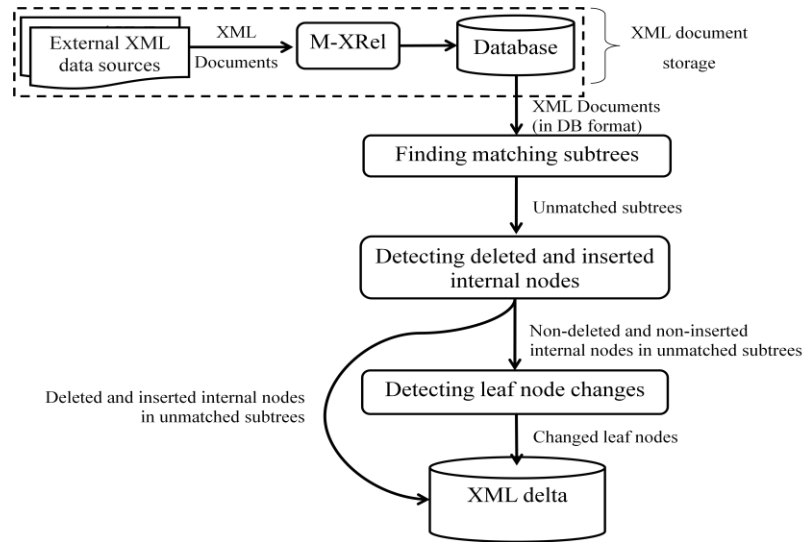 External XML
data sources
XML
Documents
M-XRel
Database
XML document
storage
XML Documents
(in DB format)
Finding matching subtrees
Unmatched subtrees
Detecting deleted and inserted
internal nodes
Non-deleted and non-inserted
internal nodes in unmatched subtrees
Deleted and inserted internal nodes
in unmatched subtrees
Detecting leaf node changes
Changed leaf nodes
XML delta